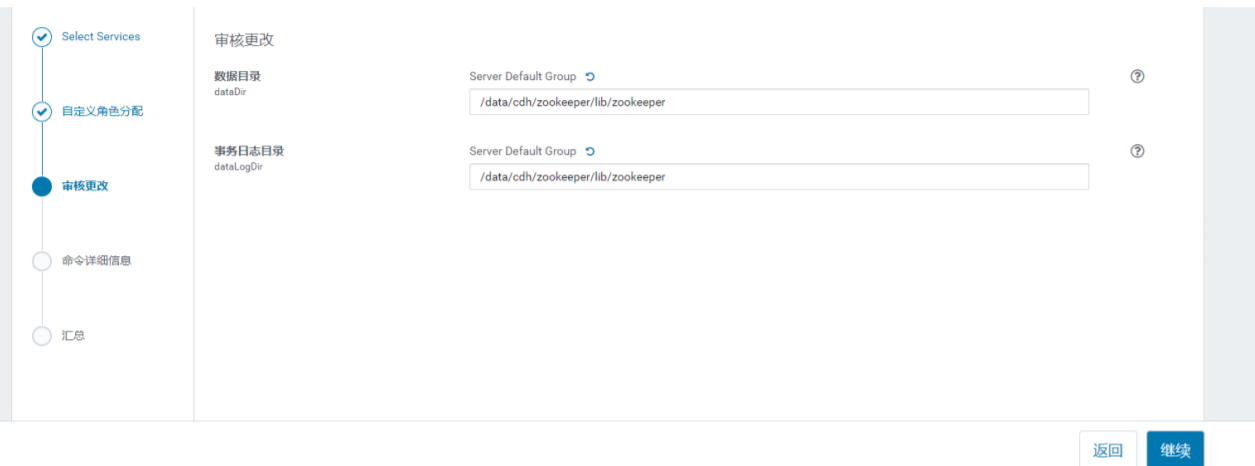 Select Services
自定义角色分配
审核更改
命令详细信息
汇总
审核更改
数据目录
dataDir
Server Default Group
/data/cdh/zookeeper/lib/zookeeper
事务日志目录
dataLogDir
Server Default Group
/data/cdh/zookeeper/lib/zookeeper
返回
继续